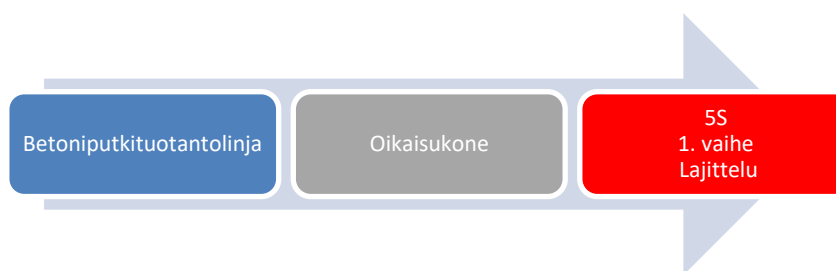 Betoniputkituotantolinja
Oikaisukone
5S
1. vaihe
Lajittelu